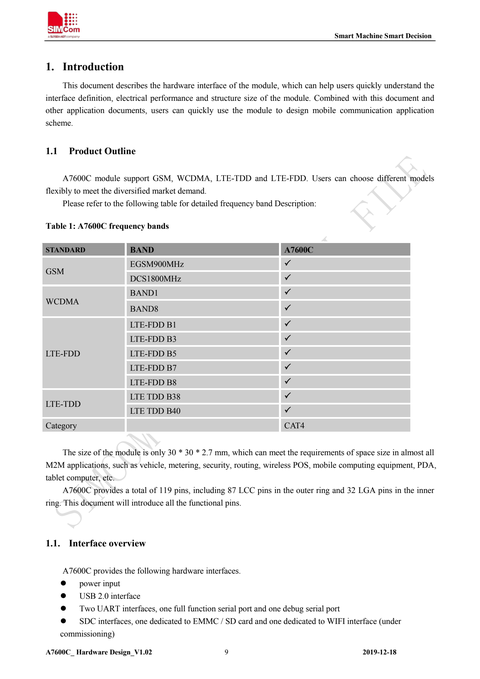 SIMCom
Smart Machine Smart Decision
1. Introduction
This document describes the hardware interface of the module, which can help users quickly understand the
interface definition, electrical performance and structure size of the module. Combined with this document and
other application documents, users can quickly use the module to design mobile communication application
scheme.
1.1 Product Outline
A7600C module support GSM, WCDMA, LTE-TDD and LTE-FDD. Users can choose different models
flexibly to meet the diversified market demand.
Please refer to the following table for detailed frequency band Description:
Table 1: A7600C frequency bands
STANDARD BAND A7600C
GSM EGSM900MHz ✓
DCS1800MHz ✓
WCDMA BAND1 ✓
BAND8 ✓
LTE-FDD LTE-FDD B1 ✓
LTE-FDD B3 ✓
LTE-FDD B5 ✓
LTE-FDD B7 ✓
LTE-FDD B8 ✓
LTE-TDD LTE TDD B38 ✓
LTE TDD B40 ✓
Category CAT4
The size of the module is only 30 * 30 * 2.7 mm, which can meet the requirements of space size in almost all
M2M applications, such as vehicle, metering, security, routing, wireless POS, mobile computing equipment, PDA,
tablet computer, etc.
A7600C provides a total of 119 pins, including 87 LCC pins in the outer ring and 32 LGA pins in the inner
ring. This document will introduce all the functional pins.
1.1. Interface overview
A7600C provides the following hardware interfaces.
● power input
● USB 2.0 interface
● Two UART interfaces, one full function serial port and one debug serial port
● SDC interfaces, one dedicated to EMMC / SD card and one dedicated to WIFI interface (under
commissioning)
A7600C_ Hardware Design_V1.02 9 2019-12-18
SIMCOM
FILE